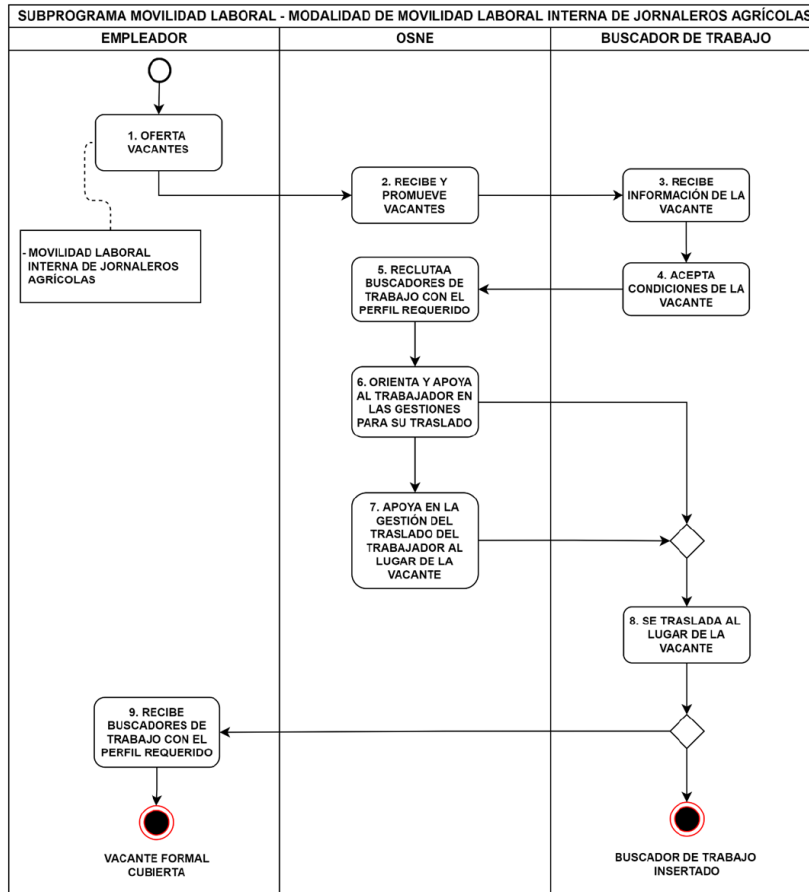 SUBPROGRAMA MOVILIDAD LABORAL - MODALIDAD DE MOVILIDAD LABORAL INTERNA DE JORNALEROS AGRÍCOLAS
EMPLEADOR
OSNE
BUSCADOR DE TRABAJO
1. OFERTA
VACANTES
2. RECIBE Y
PROMUEVE
VACANTES
3. RECIBE
INFORMACIÓN DE LA
VACANTE
- MOVILIDAD LABORAL
INTERNA DE JORNALEROS
AGRÍCOLAS
4. ACEPTA
CONDICIONES DE LA
VACANTE
5. RECLUTAA
BUSCADORES DE
TRABAJO CON EL
PERFIL REQUERIDO
6. ORIENTA Y APOYA
AL TRABAJADOR EN
LAS GESTIONES
PARA SU TRASLADO
7. APOYA EN LA
GESTIÓN DEL
TRASLADO DEL
TRABAJADOR AL
LUGAR DE LA
VACANTE
8. SE TRASLADA AL
LUGAR DE LA
VACANTE
9. RECIBE
BUSCADORES DE
TRABAJO CON EL
PERFIL REQUERIDO
VACANTE FORMAL
CUBIERTA
BUSCADOR DE TRABAJO
INSERTADO